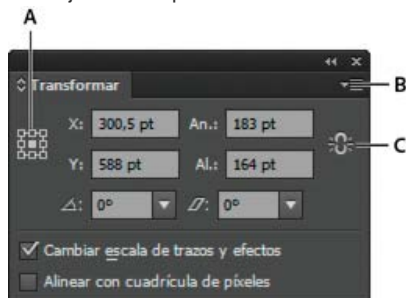 A
Transformar
B
X: 300,5 pt An.: 183 pt
C
Y: 588 pt Al.: 164 pt
0° 0°
Cambiar escala de trazos y efectos
Alinear con cuadrícula de píxeles